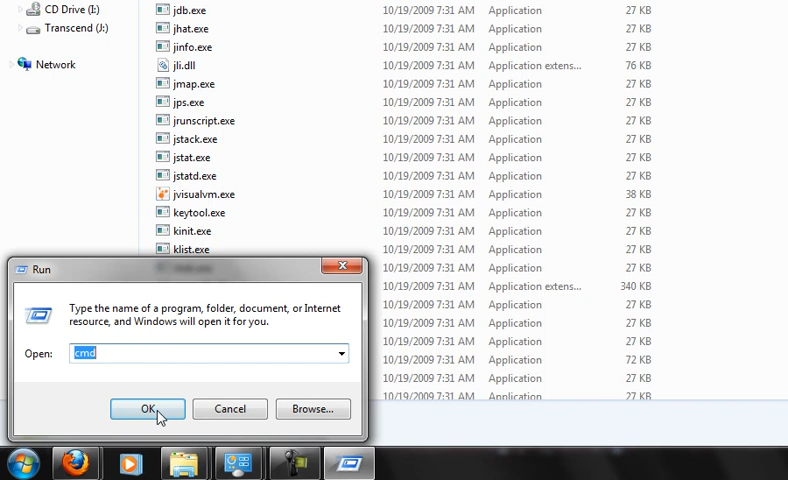 CD Drive (I:)
Transcend (J:)
Network
jdb.exe 10/19/2009 7:31 AM Application 27 KB
jhat.exe 10/19/2009 7:31 AM Application 27 KB
jinfo.exe 10/19/2009 7:31 AM Application 27 KB
jli.dll 10/19/2009 7:31 AM Application extens... 76 KB
jmap.exe 10/19/2009 7:31 AM Application 27 KB
jps.exe 10/19/2009 7:31 AM Application 27 KB
jrunscript.exe 10/19/2009 7:31 AM Application 27 KB
jstack.exe 10/19/2009 7:31 AM Application 27 KB
jstat.exe 10/19/2009 7:31 AM Application 27 KB
jstatd.exe 10/19/2009 7:31 AM Application 27 KB
jvisualvm.exe 10/19/2009 7:31 AM Application 38 KB
keytool.exe 10/19/2009 7:31 AM Application 27 KB
kinit.exe 10/19/2009 7:31 AM Application 27 KB
klist.exe 10/19/2009 7:31 AM Application 27 KB
10/19/2009 7:31 AM Application 27 KB
10/19/2009 7:31 AM Application extens... 340 KB
10/19/2009 7:31 AM Application 27 KB
10/19/2009 7:31 AM Application 27 KB
10/19/2009 7:31 AM Application 27 KB
10/19/2009 7:31 AM Application 72 KB
10/19/2009 7:31 AM Application 27 KB
10/19/2009 7:31 AM Application 27 KB
Run
Type the name of a program, folder, document, or Internet
resource, and Windows will open it for you.
Open: cmd
OK Cancel Browse...